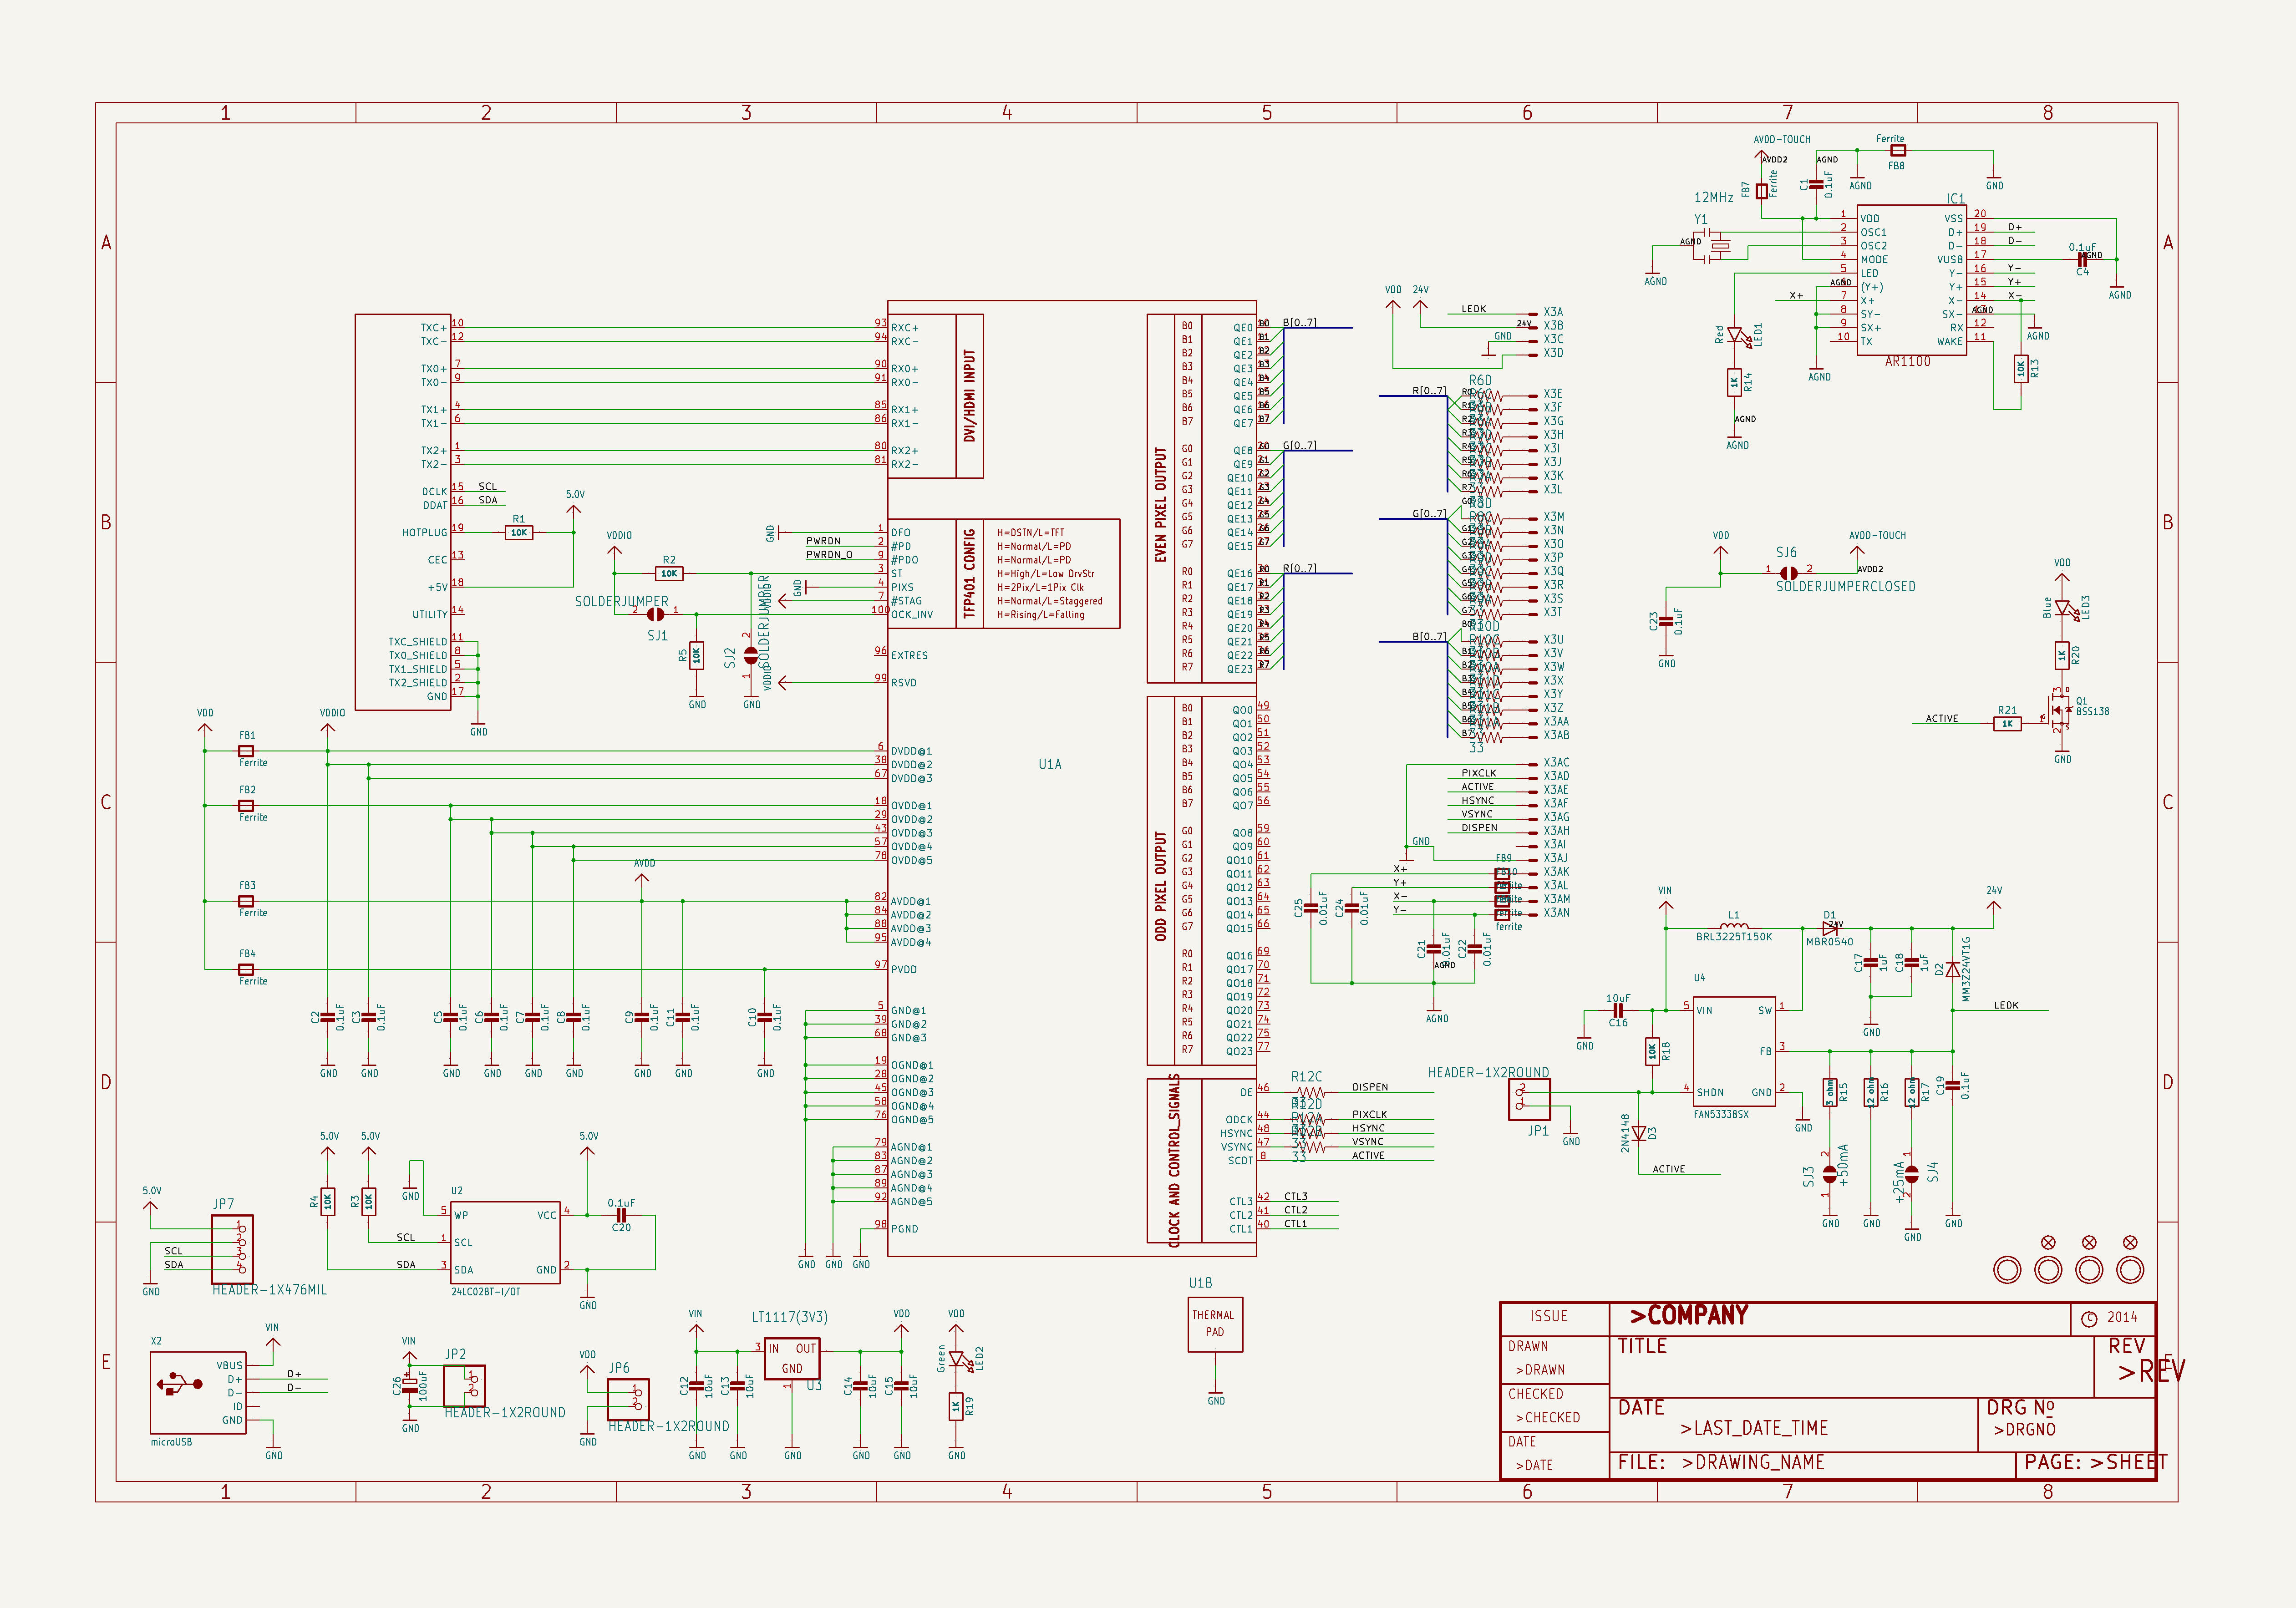 1 2 3 4 5 6 7 8
A
B
C
D
E
TXC+ 10
TXC- 12
TX0+ 7
TX0- 9
TX1+ 4
TX1- 6
TX2+ 1
TX2- 3
DCLK 15 SCL
DDAT 16 SDA
HOTPLUG 19
CEC 13
+5V 18
UTILITY 14
TXC_SHIELD 11
TX0_SHIELD 8
TX1_SHIELD 5
TX2_SHIELD 2
GND 17
GND
R1
10K
5.0V
VDDIO
R2
10K
SOLDERJUMPER
2 1
SJ1
R5
10K
GND
SJ2
SOLDERJUMPER
2
1
GND
VDDIO
GND
PWRDN
PWRDN_O
GND
93 RXC+
94 RXC-
90 RX0+
91 RX0-
85 RX1+
86 RX1-
80 RX2+
81 RX2-
DVI/HDMI INPUT
1 DFO H=DSTN/L=TFT
2 #PD H=Normal/L=PD
9 #PDO H=Normal/L=PD
3 ST H=High/L=Low DrvStr
4 PIXS H=2Pix/L=1Pix Clk
7 #STAG H=Normal/L=Staggered
100 OCK_INV H=Rising/L=Falling
TFP401 CONFIG
96 EXTRES
99 RSVD
U1A
6 DVDD@1
38 DVDD@2
67 DVDD@3
18 OVDD@1
29 OVDD@2
43 OVDD@3
57 OVDD@4
78 OVDD@5
82 AVDD@1
84 AVDD@2
88 AVDD@3
95 AVDD@4
97 PVDD
5 GND@1
39 GND@2
68 GND@3
19 OGND@1
28 OGND@2
45 OGND@3
58 OGND@4
76 OGND@5
79 AGND@1
83 AGND@2
87 AGND@3
89 AGND@4
92 AGND@5
98 PGND
GND GND GND
EVEN PIXEL OUTPUT
B0 QE0 B[0..7]
B1 QE1
B2 QE2
B3 QE3
B4 QE4
B5 QE5
B6 QE6
B7 QE7
G0 QE8 G[0..7]
G1 QE9
G2 QE10
G3 QE11
G4 QE12
G5 QE13
G6 QE14
G7 QE15
R0 QE16 R[0..7]
R1 QE17
R2 QE18
R3 QE19
R4 QE20
R5 QE21
R6 QE22
R7 QE23
ODD PIXEL OUTPUT
B0 QO0 49
B1 QO1 50
B2 QO2 51
B3 QO3 52
B4 QO4 53
B5 QO5 54
B6 QO6 55
B7 QO7 56
G0 QO8 59
G1 QO9 60
G2 QO10 61
G3 QO11 62
G4 QO12 63
G5 QO13 64
G6 QO14 65
G7 QO15 66
R0 QO16 69
R1 QO17 70
R2 QO18 71
R3 QO19 72
R4 QO20 73
R5 QO21 74
R6 QO22 75
R7 QO23 77
CLOCK AND CONTROL SIGNALS
DE 46 R12C DISPEN
ODCK 44 PIXCLK
HSYNC 48 HSYNC
VSYNC 47 VSYNC
SCDT 8 33 ACTIVE
CTL3 42 CTL3
CTL2 41 CTL2
CTL1 40 CTL1
U1B
THERMAL
PAD
GND
VDD 24V
LEDK X3A
24V X3B
GND X3C
X3D
R6D
R[0..7] X3E
X3F
X3G
X3H
X3I
X3J
X3K
X3L
G[0..7] X3M
X3N
X3O
X3P
X3Q
X3R
X3S
X3T
B[0..7] X3U
X3V
X3W
X3X
X3Y
X3Z
X3AA
X3AB
33
X3AC
PIXCLK X3AD
ACTIVE X3AE
HSYNC X3AF
VSYNC X3AG
DISPEN X3AH
X3AI
GND X3AJ
FB9
X+ X3AK
Y+ X3AL
X- X3AM
Y- X3AN
ferrite
C25 0.01uF
C24 0.01uF
C21 0.01uF
C22 0.01uF
AGND
AGND
AVDD-TOUCH
AVDD2
FB7 Ferrite
C1 0.1uF
AGND
AGND
Ferrite
FB8
GND
12MHz
Y1
AGND
AGND
IC1
1 VDD VSS 20
2 OSC1 D+ 19 D+
3 OSC2 D- 18 D-
4 MODE VUSB 17
5 LED Y- 16 Y-
(Y+) Y+ 15 Y+
X+ 7 X+ X- 14 X-
8 SY- SX- 13
9 SX+ RX 12
10 TX WAKE 11
AR1100
0.1uF
C4
AGND
AGND
R13
10K
Red
LED1
R14
1K
AGND
AGND
AGND
VDD
SJ6
1 2
SOLDERJUMPERCLOSED
AVDD-TOUCH
AVDD2
C23
0.1uF
GND
VDD
Blue
LED3
R20
1K
Q1
BSS138
ACTIVE
R21
1K
GND
VDD
VDDIO
FB1
Ferrite
FB2
Ferrite
FB3
Ferrite
FB4
Ferrite
AVDD
C2 0.1uF
C3 0.1uF
C5 0.1uF
C6 0.1uF
C7 0.1uF
C8 0.1uF
C9 0.1uF
C11 0.1uF
C10 0.1uF
GND GND GND GND GND GND GND GND GND
VIN
L1
BRL3225T150K
D1
24V
MBR0540
24V
C17 1uF
C18 1uF
D2
MM3Z24VT1G
GND
LEDK
U4
10uF
C16
GND
R18
10K
5 VIN SW 1
FB 3
4 SHDN GND 2
FAN5333BSX
GND
HEADER-1X2ROUND
2
1
JP1
GND
2N4148
D3
ACTIVE
R15
R16
R17
C19 0.1uF
SJ3 +50mA
SJ4 +25mA
GND GND GND GND
5.0V
JP7
1
2
3
4
SCL
SDA
HEADER-1X476MIL
GND
5.0V 5.0V
R4 10K
R3 10K
GND
U2
5 WP VCC 4
SCL 1 SCL
SDA 3 SDA GND 2
24LC02BT-I/OT
5.0V
0.1uF
C20
GND
X2
VIN
VBUS
D+ D+
D- D-
ID
GND
microUSB
GND
VIN
C26 100uF
GND
JP2
1
2
HEADER-1X2ROUND
VDD
JP6
1
2
HEADER-1X2ROUND
GND
VIN
LT1117(3V3)
3 IN OUT
GND
1
U3
C12 10uF
C13 10uF
C14 10uF
C15 10uF
GND GND GND GND GND
VDD
VDD
Green
LED2
R19
1K
GND
ISSUE
>COMPANY
© 2014
DRAWN
>DRAWN
TITLE
REV
>REV
CHECKED
>CHECKED
DATE
>LAST_DATE_TIME
DRG Nº
>DRGNO
DATE
>DATE
FILE: >DRAWING_NAME
PAGE: >SHEET
1 2 3 4 5 6 7 8